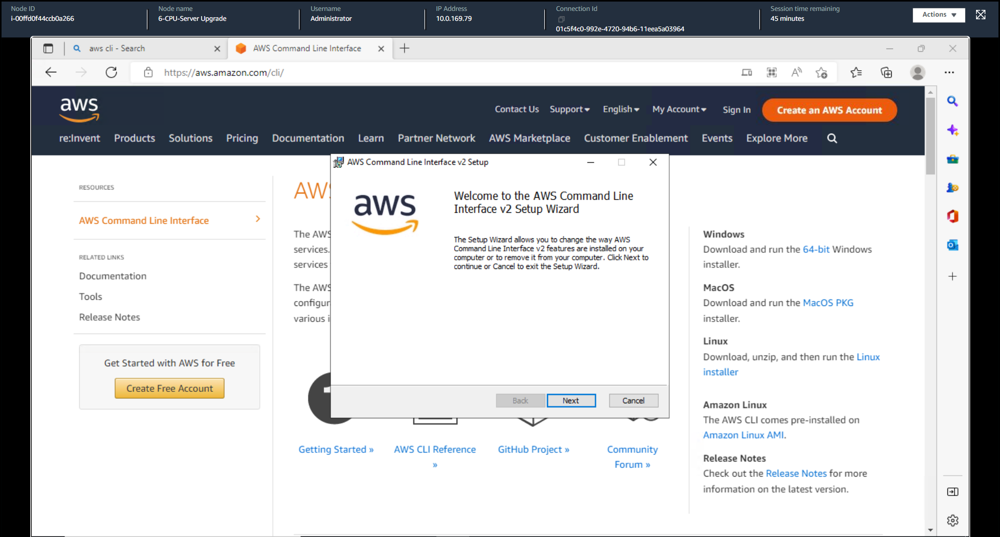 Node ID
i-00ffd0f44ccb0a266
Node name
6-CPU-Server Upgrade
Username
Administrator
IP Address
10.0.169.79
Connection Id
01c5f4c0-992e-4720-94b6-11eea5a03964
Session time remaining
45 minutes
Actions
aws cli - Search
AWS Command Line Interface
https://aws.amazon.com/cli/
aws
Contact Us
Support
English
My Account
Sign In
Create an AWS Account
re:Invent
Products
Solutions
Pricing
Documentation
Learn
Partner Network
AWS Marketplace
Customer Enablement
Events
Explore More
RESOURCES
AWS Command Line Interface
RELATED LINKS
Documentation
Tools
Release Notes
Get Started with AWS for Free
Create Free Account
AWS
The AWS
services.
services
The AWS
configur
various i
AWS Command Line Interface v2 Setup
aws
Welcome to the AWS Command Line
Interface v2 Setup Wizard
The Setup Wizard allows you to change the way AWS
Command Line Interface v2 features are installed on your
computer or to remove it from your computer. Click Next to
continue or Cancel to exit the Setup Wizard.
Back
Next
Cancel
Getting Started »
AWS CLI Reference
»
GitHub Project »
Community
Forum »
Windows
Download and run the 64-bit Windows
installer.
MacOS
Download and run the MacOS PKG
installer.
Linux
Download, unzip, and then run the Linux
installer
Amazon Linux
The AWS CLI comes pre-installed on
Amazon Linux AMI.
Release Notes
Check out the Release Notes for more
information on the latest version.